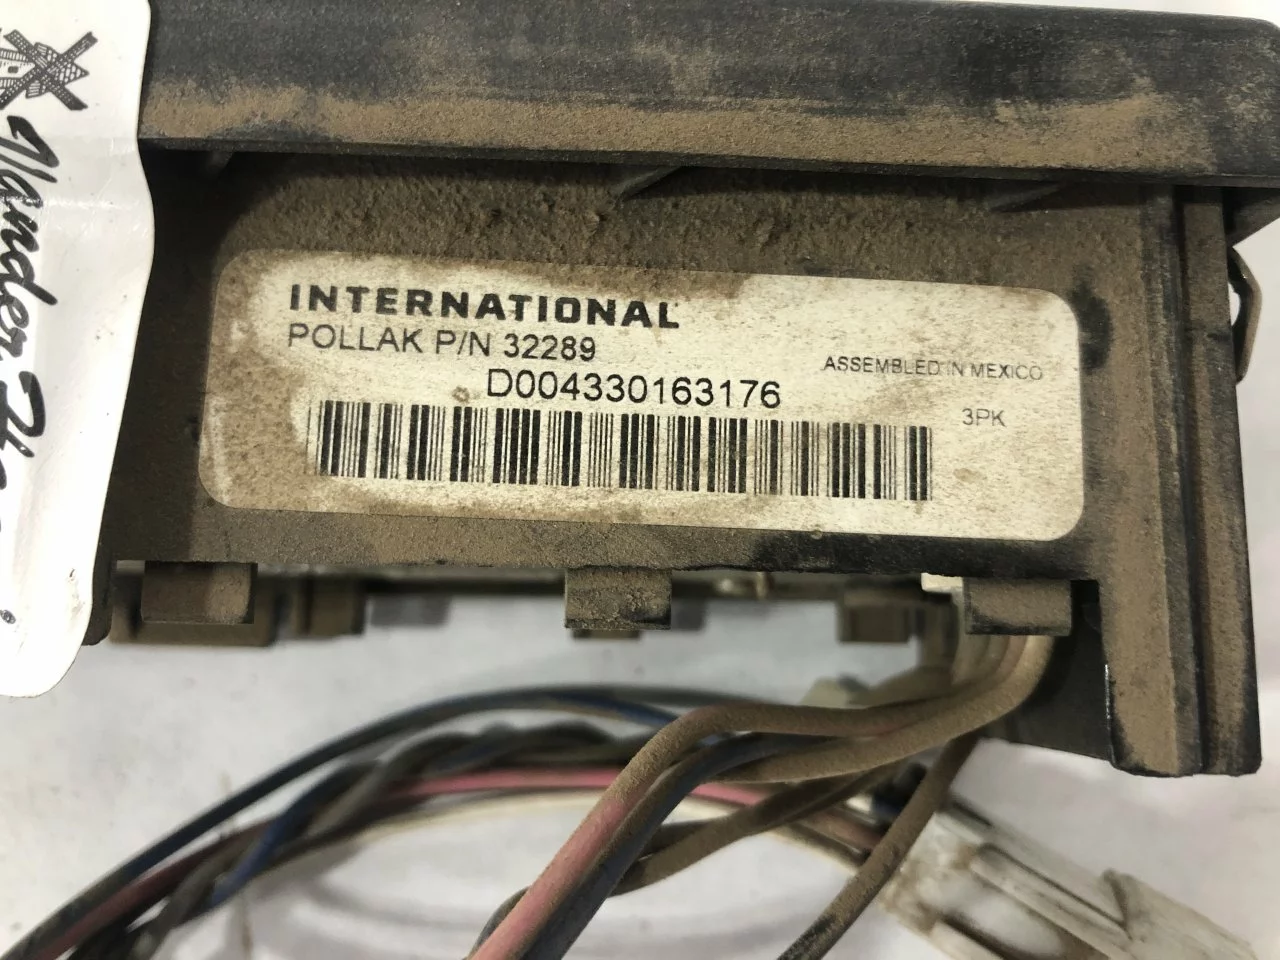 INTERNATIONAL
POLLAK P/N 32289
ASSEMBLED IN MEXICO
D004330163176
3PK